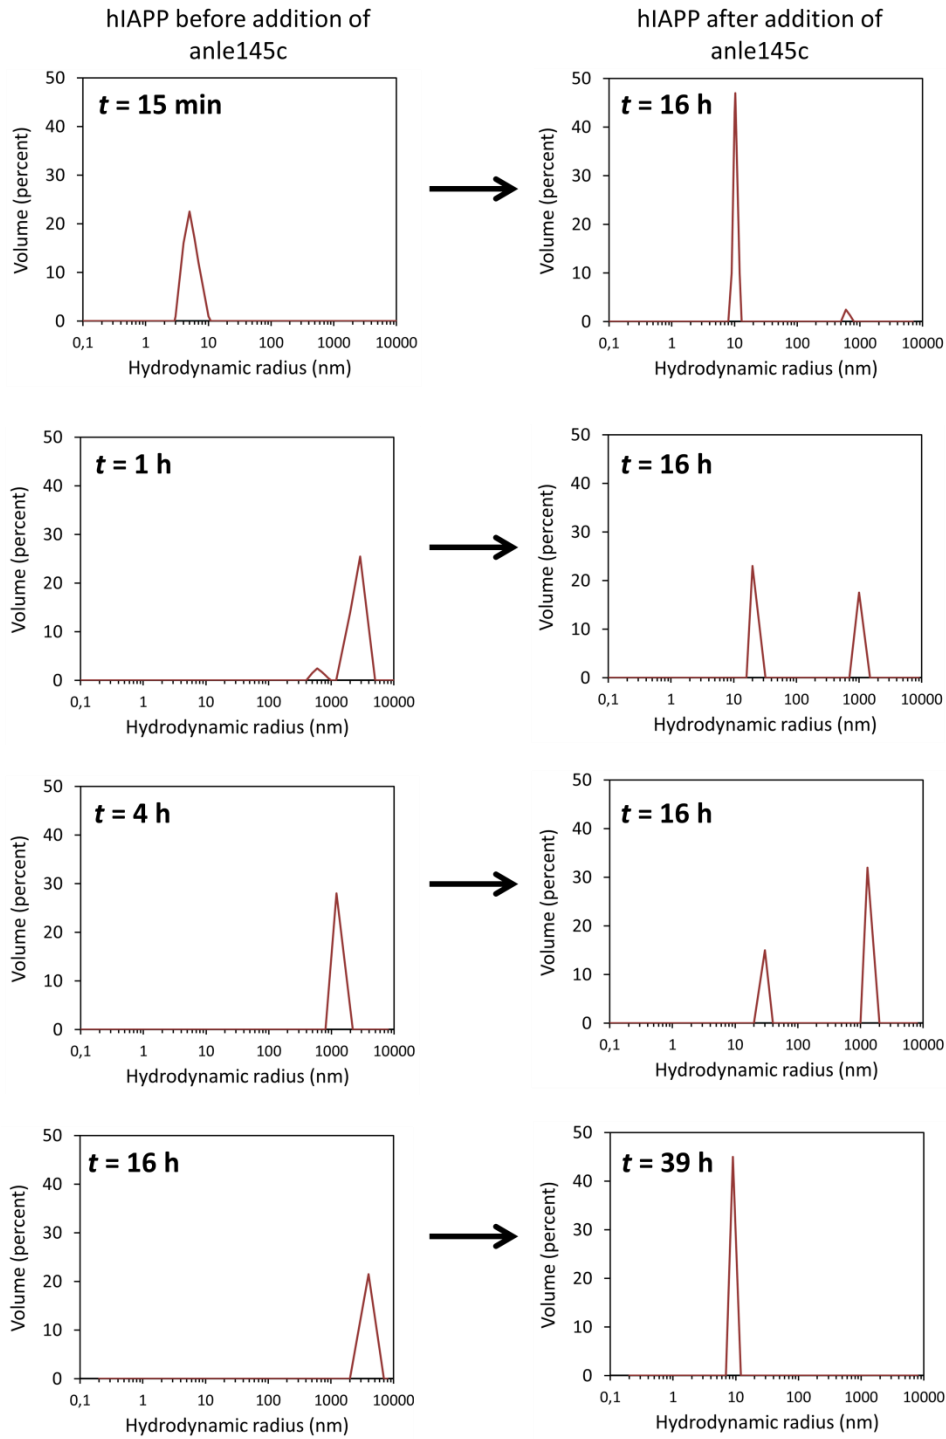 hIAPP before addition of
anle145c
hIAPP after addition of
anle145c
t = 15 min
Volume (percent)
50
40
30
20
10
0
0,1 1 10 100 1000 10000
Hydrodynamic radius (nm)
t = 16 h
Volume (percent)
50
40
30
20
10
0
0,1 1 10 100 1000 10000
Hydrodynamic radius (nm)
t = 1 h
Volume (percent)
50
40
30
20
10
0
0,1 1 10 100 1000 10000
Hydrodynamic radius (nm)
t = 16 h
Volume (percent)
50
40
30
20
10
0
0,1 1 10 100 1000 10000
Hydrodynamic radius (nm)
t = 4 h
Volume (percent)
50
40
30
20
10
0
0,1 1 10 100 1000 10000
Hydrodynamic radius (nm)
t = 16 h
Volume (percent)
50
40
30
20
10
0
0,1 1 10 100 1000 10000
Hydrodynamic radius (nm)
t = 16 h
Volume (percent)
50
40
30
20
10
0
0,1 1 10 100 1000 10000
Hydrodynamic radius (nm)
t = 39 h
Volume (percent)
50
40
30
20
10
0
0,1 1 10 100 1000 10000
Hydrodynamic radius (nm)